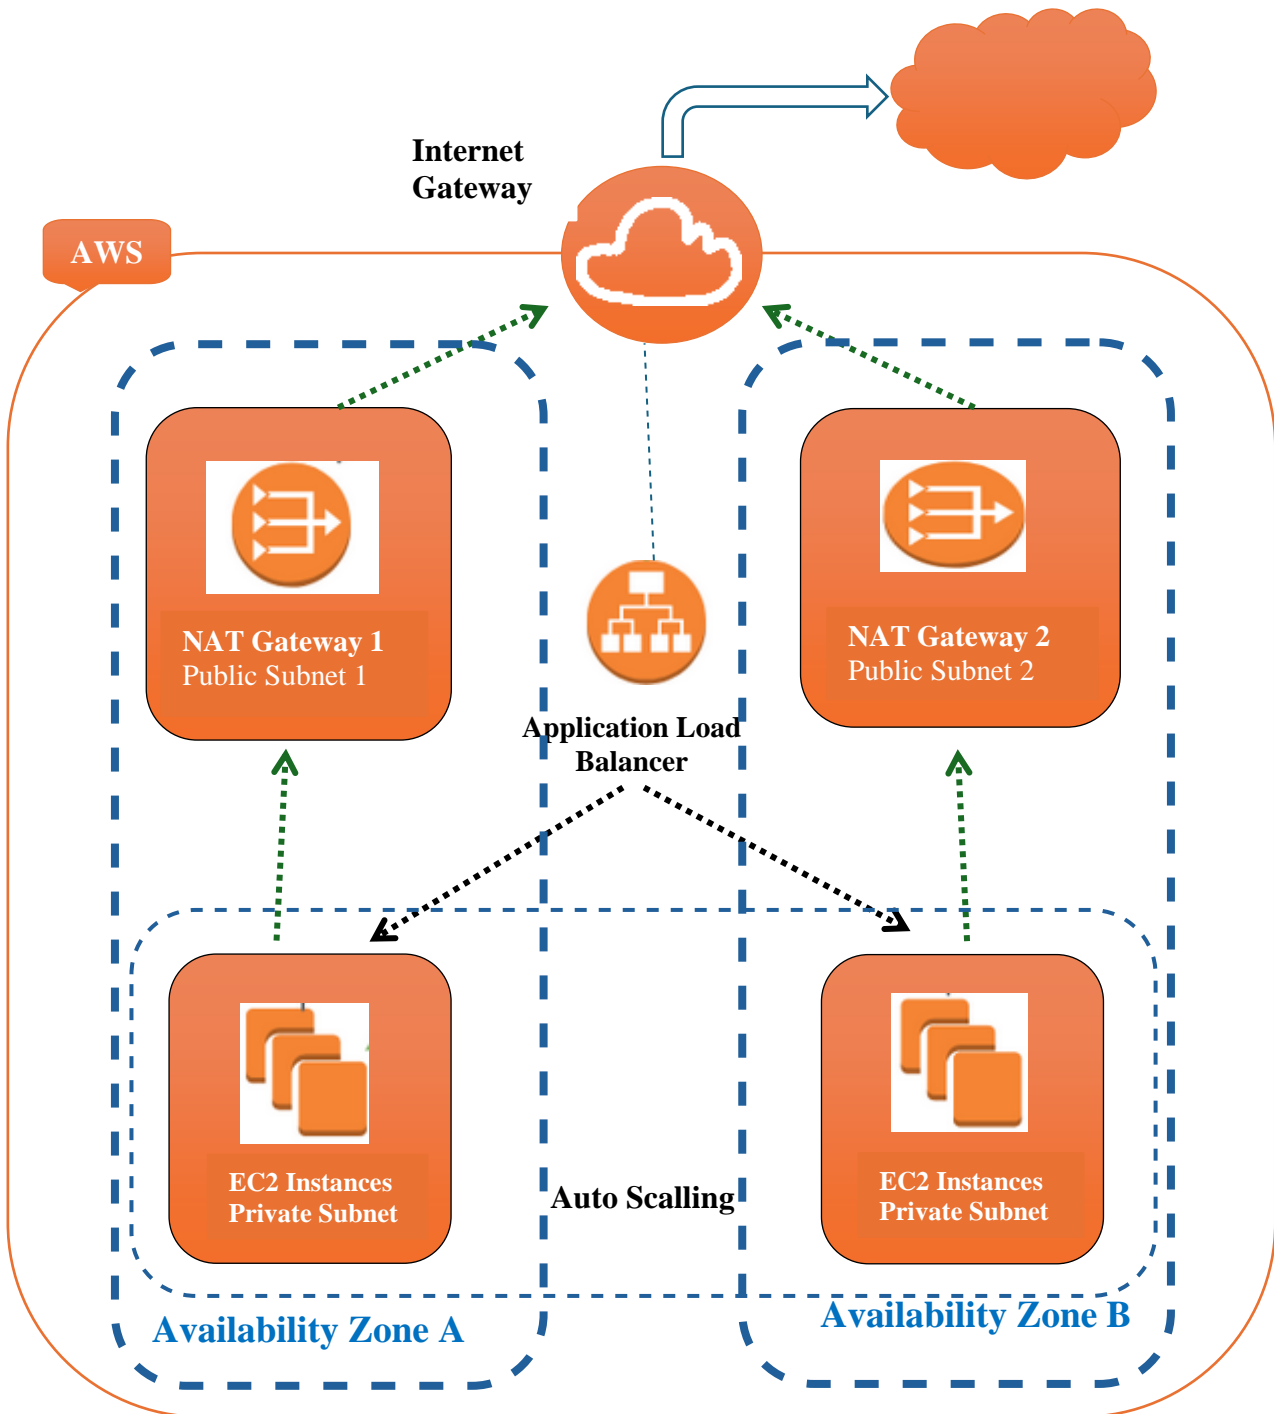 Internet
Gateway
AWS
NAT Gateway 1
Public Subnet 1
NAT Gateway 2
Public Subnet 2
Application Load
Balancer
EC2 Instances
Private Subnet
Auto Scalling
EC2 Instances
Private Subnet
Availability Zone A
Availability Zone B